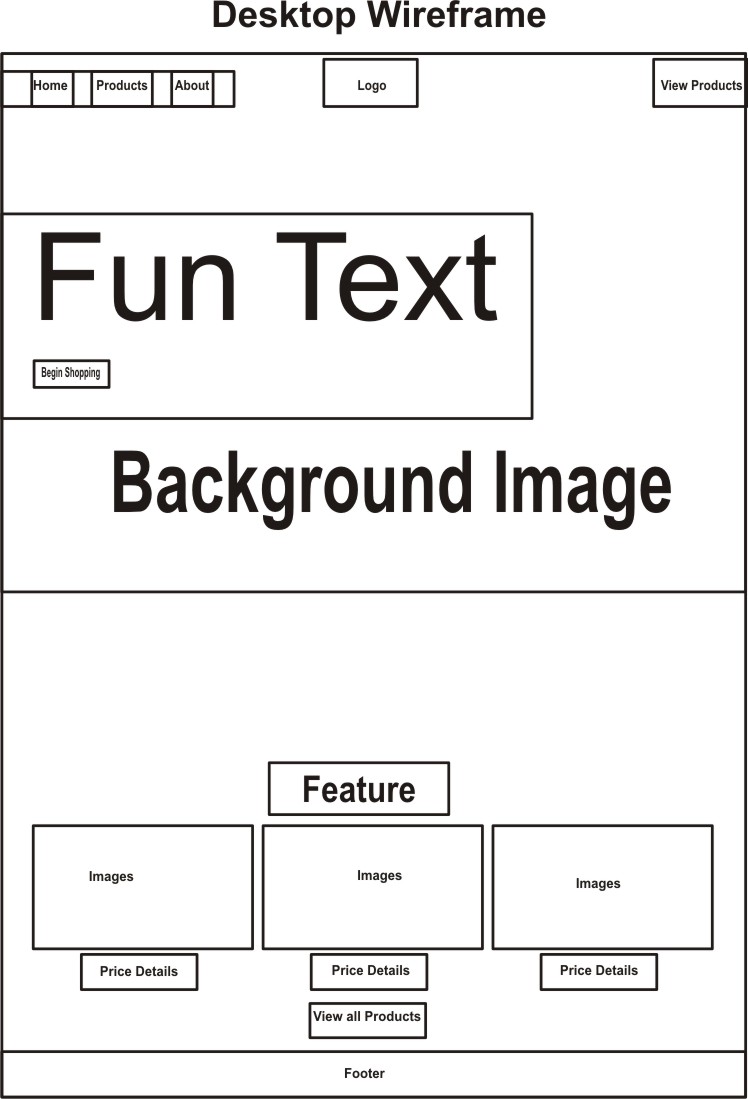 Desktop Wireframe
Home Products About Logo View Products
Fun Text
Begin Shopping
Background Image
Feature
Images Images Images
Price Details Price Details Price Details
View all Products
Footer